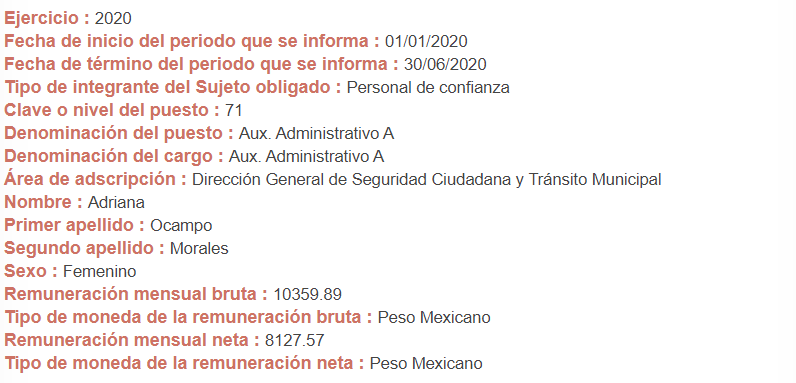 Ejercicio : 2020
Fecha de inicio del periodo que se informa : 01/01/2020
Fecha de término del periodo que se informa : 30/06/2020
Tipo de integrante del Sujeto obligado : Personal de confianza
Clave o nivel del puesto : 71
Denominación del puesto : Aux. Administrativo A
Denominación del cargo : Aux. Administrativo A
Área de adscripción : Dirección General de Seguridad Ciudadana y Tránsito Municipal
Nombre : Adriana
Primer apellido : Ocampo
Segundo apellido : Morales
Sexo : Femenino
Remuneración mensual bruta : 10359.89
Tipo de moneda de la remuneración bruta : Peso Mexicano
Remuneración mensual neta : 8127.57
Tipo de moneda de la remuneración neta : Peso Mexicano